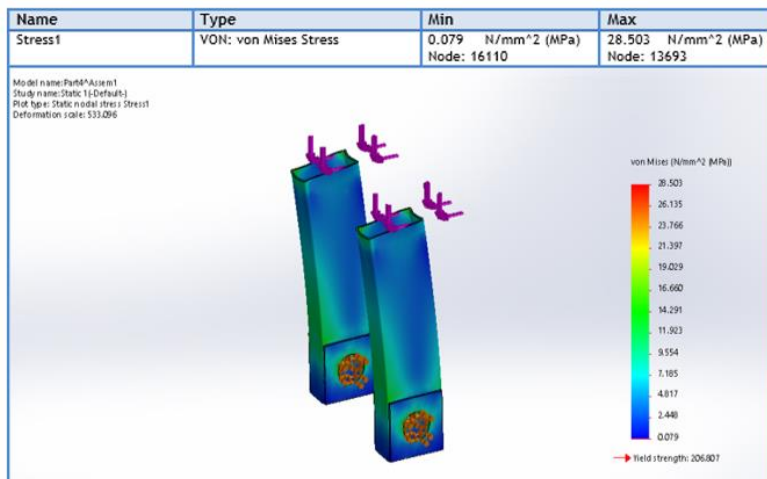 Name Type Min Max
Stress1 VON: von Mises Stress 0.079 N/mm^2 (MPa) 28.503 N/mm^2 (MPa)
Node: 16110 Node: 13693
Model name:Part4^Assem1
Study name:Static 1(-Default-)
Plot type: Static nodal stress Stress1
Deformation scale: 533.096
von Mises (N/mm^2 (MPa))
28.503
26.135
23.766
21.397
19.029
16.660
14.291
11.923
9.554
7.185
4.817
2.448
0.079
Yield strength: 206.807